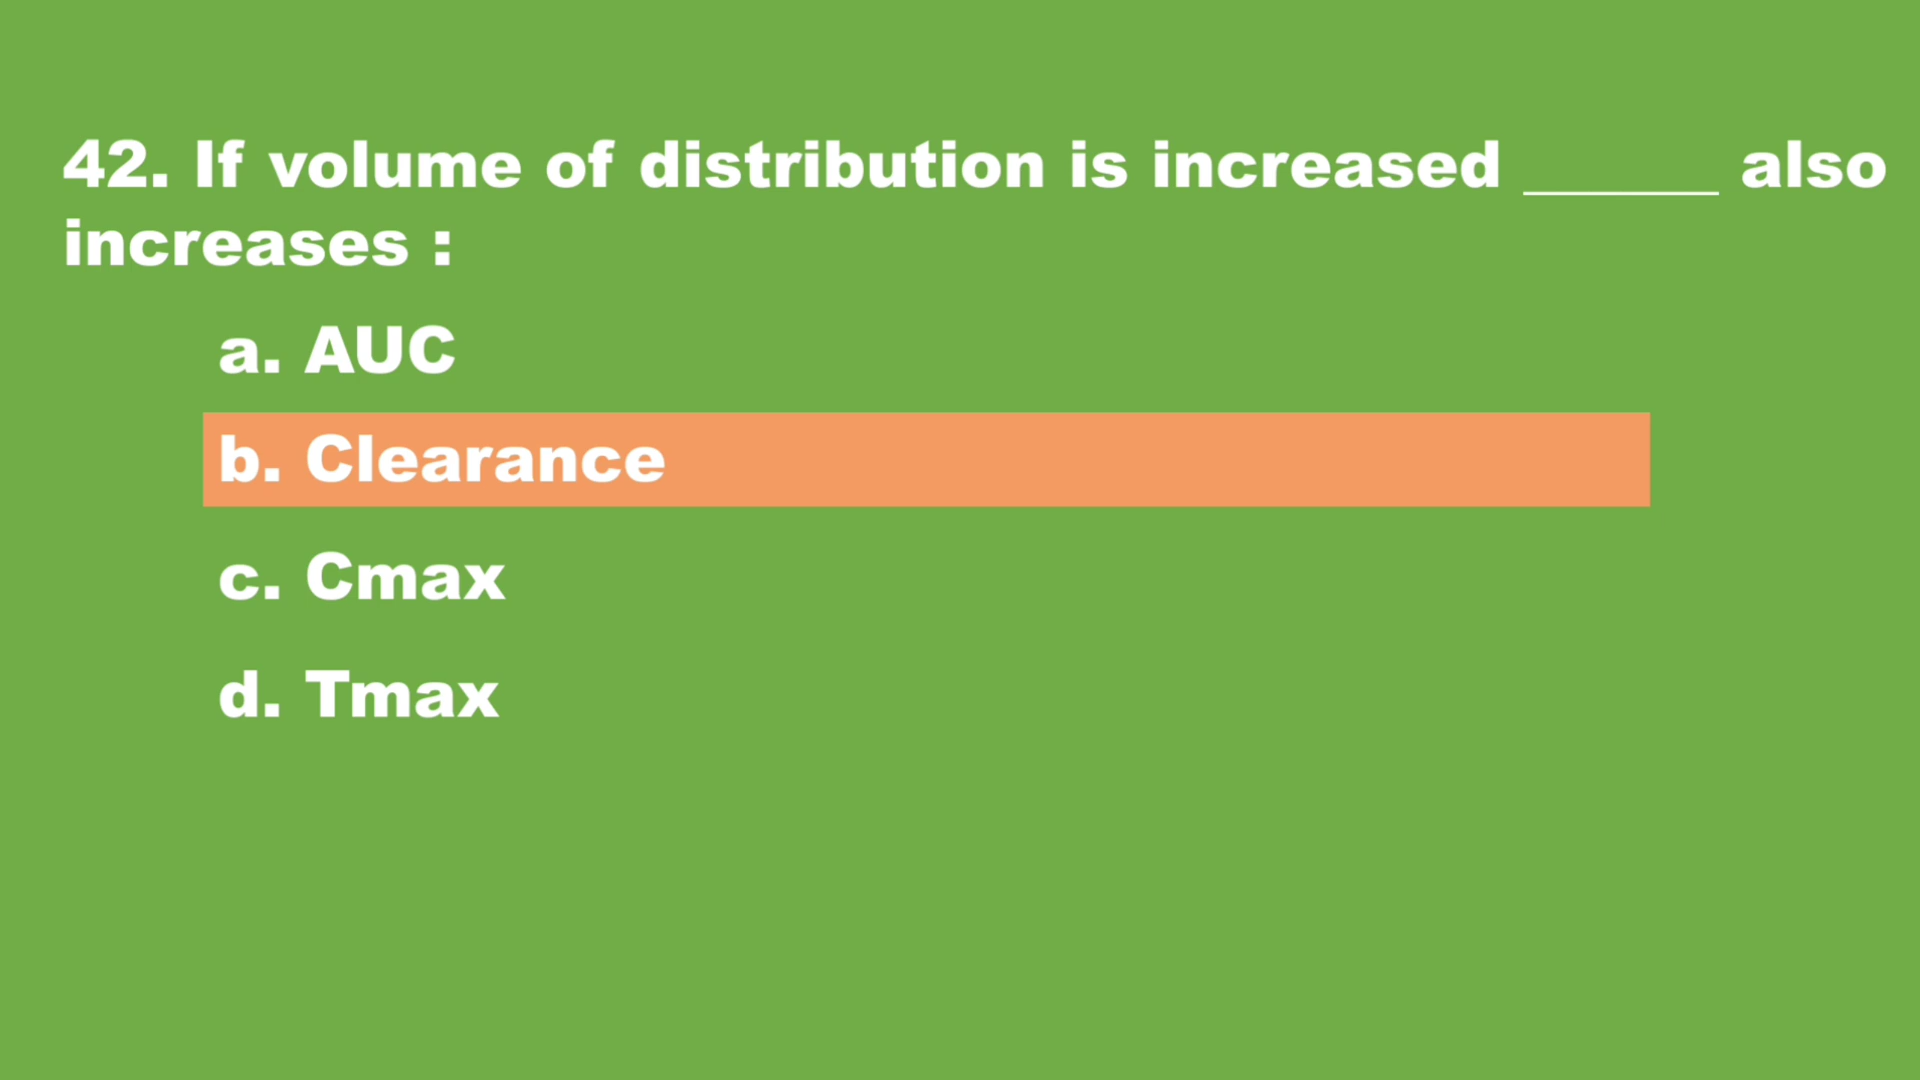 42. If volume of distribution is increased ______ also
increases :
a. AUC
b. Clearance
c. Cmax
d. Tmax